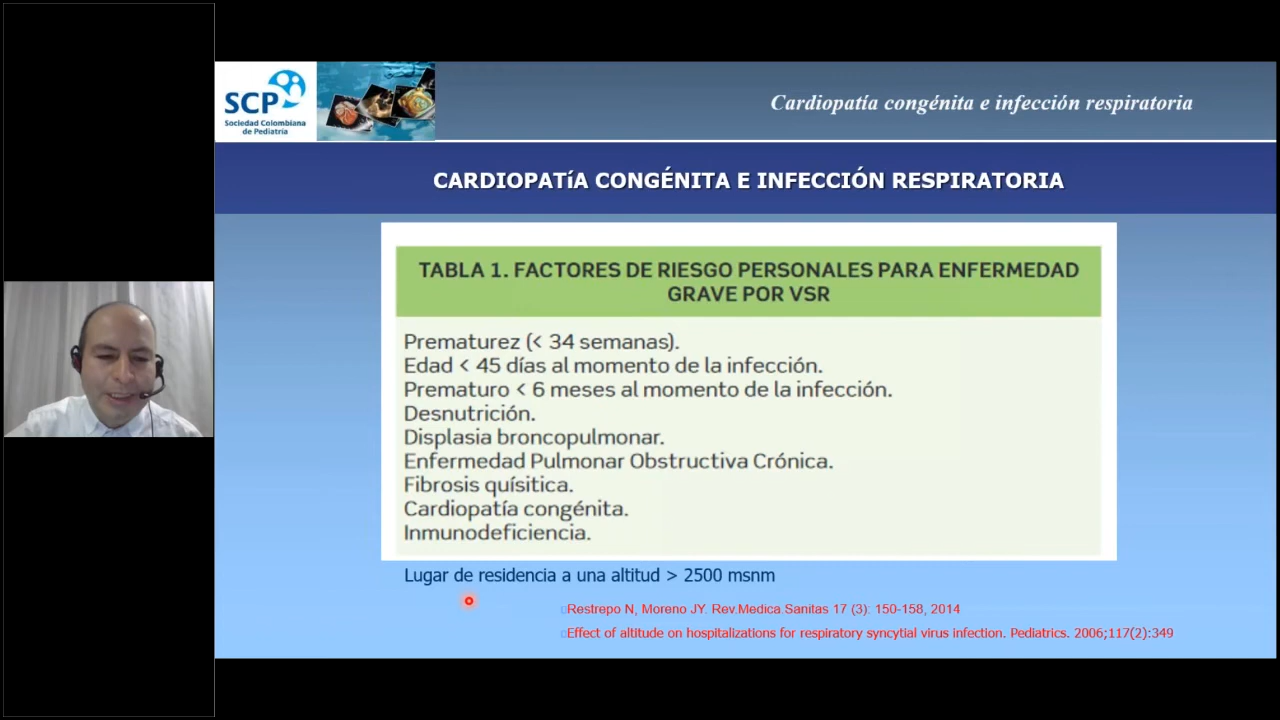 SCP
Sociedad Colombiana
de Pediatría
Cardiopatía congénita e infección respiratoria
CARDIOPATíA CONGÉNITA E INFECCIÓN RESPIRATORIA
TABLA 1. FACTORES DE RIESGO PERSONALES PARA ENFERMEDAD
GRAVE POR VSR
Prematurez (< 34 semanas).
Edad < 45 días al momento de la infección.
Prematuro < 6 meses al momento de la infección.
Desnutrición.
Displasia broncopulmonar.
Enfermedad Pulmonar Obstructiva Crónica.
Fibrosis quísitica.
Cardiopatía congénita.
Inmunodeficiencia.
Lugar de residencia a una altitud > 2500 msnm
Restrepo N, Moreno JY. Rev.Medica.Sanitas 17 (3): 150-158, 2014
Effect of altitude on hospitalizations for respiratory syncytial virus infection. Pediatrics. 2006;117(2):349